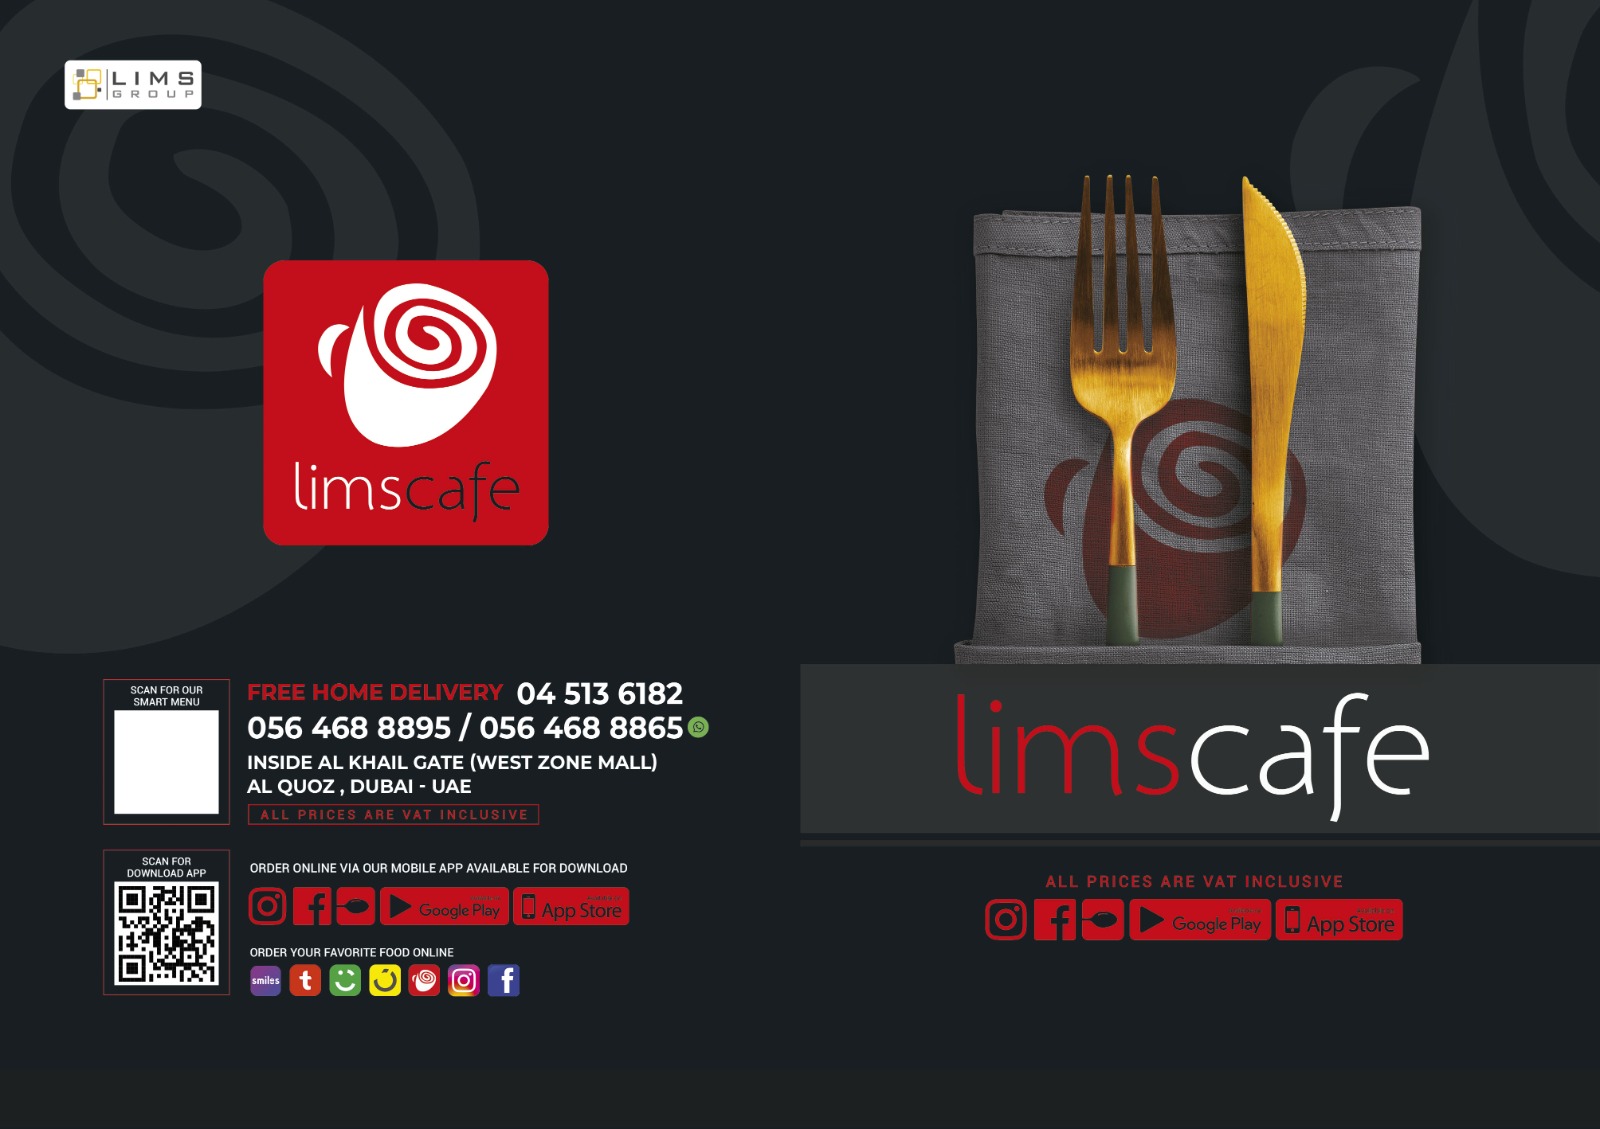 LIMS
GROUP
limscafe
SCAN FOR OUR
SMART MENU
FREE HOME DELIVERY 04 513 6182
056 468 8895 / 056 468 8865
INSIDE AL KHAIL GATE (WEST ZONE MALL)
AL QUOZ , DUBAI - UAE
ALL PRICES ARE VAT INCLUSIVE
SCAN FOR
DOWNLOAD APP
ORDER ONLINE VIA OUR MOBILE APP AVAILABLE FOR DOWNLOAD
Google Play
App Store
ORDER YOUR FAVORITE FOOD ONLINE
smiles
t
f
limscafe
ALL PRICES ARE VAT INCLUSIVE
Google Play
App Store